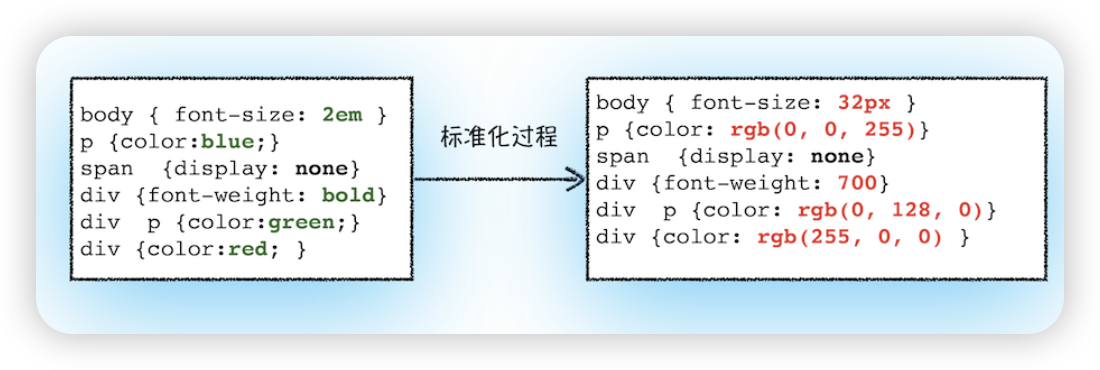 body { font-size: 2em }
p {color:blue;}
span  {display: none}
div {font-weight: bold}
div  p {color:green;}
div {color:red; }
标准化过程
body { font-size: 32px }
p {color: rgb(0, 0, 255)}
span  {display: none}
div {font-weight: 700}
div  p {color: rgb(0, 128, 0)}
div {color: rgb(255, 0, 0) }